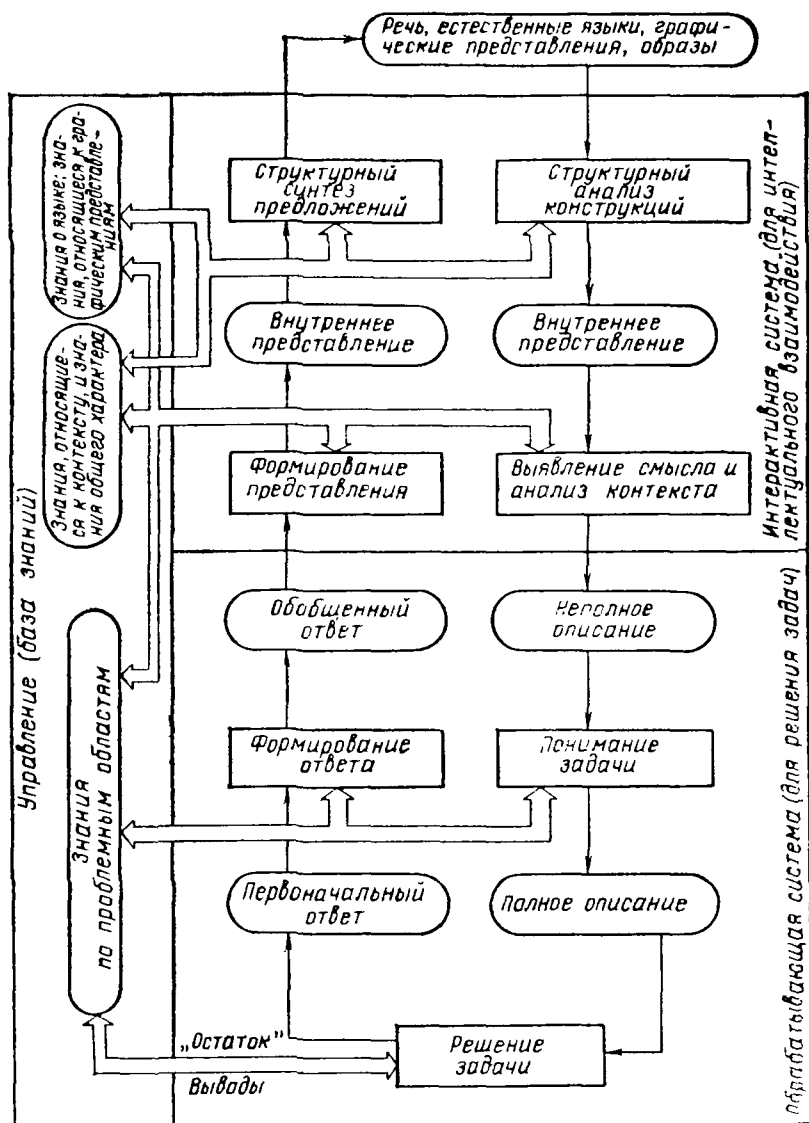 Речь, естественные языки, графи-
ческие представления, образы
Управление (база знаний)
Знания о языке; зна-
ния, относящиеся к гра-
фическим представле-
ниям
Знания, относящие-
ся к контексту, и зна-
ния общего характера
Знания
по проблемным областям
Структурный
синтез
предложений
Структурный
анализ
конструкций
Внутреннее
представление
Внутреннее
представление
Формирование
представления
Выявление смысла и
анализ контекста
Интерактивная система (для интел-
лектуального взаимодействия)
Обобщенный
ответ
Неполное
описание
Формирование
ответа
Понимание
задачи
Первоначальный
ответ
Полное описание
„Остаток"
Выводы
Решение
задачи
Обрабатывающая система (для решения задач)